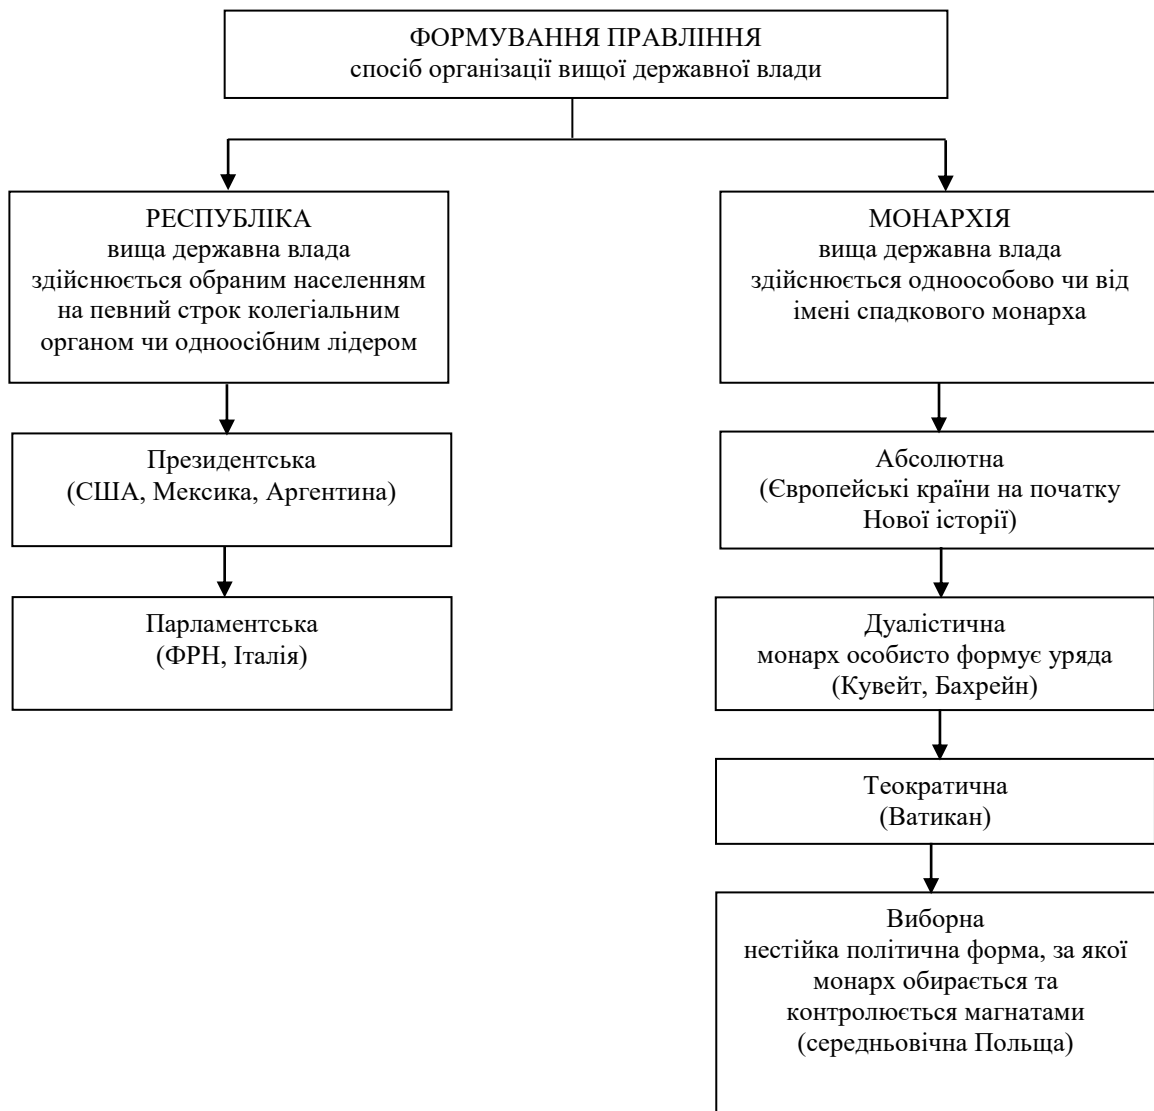 ФОРМУВАННЯ ПРАВЛІННЯ
спосіб організації вищої державної влади
РЕСПУБЛІКА
вища державна влада
здійснюється обраним населенням
на певний строк колегіальним
органом чи одноосібним лідером
Президентська
(США, Мексика, Аргентина)
Парламентська
(ФРН, Італія)
МОНАРХІЯ
вища державна влада
здійснюється одноособово чи від
імені спадкового монарха
Абсолютна
(Європейські країни на початку
Нової історії)
Дуалістична
монарх особисто формує уряда
(Кувейт, Бахрейн)
Теократична
(Ватикан)
Виборна
нестійка політична форма, за якої
монарх обирається та
контролюється магнатами
(середньовічна Польща)